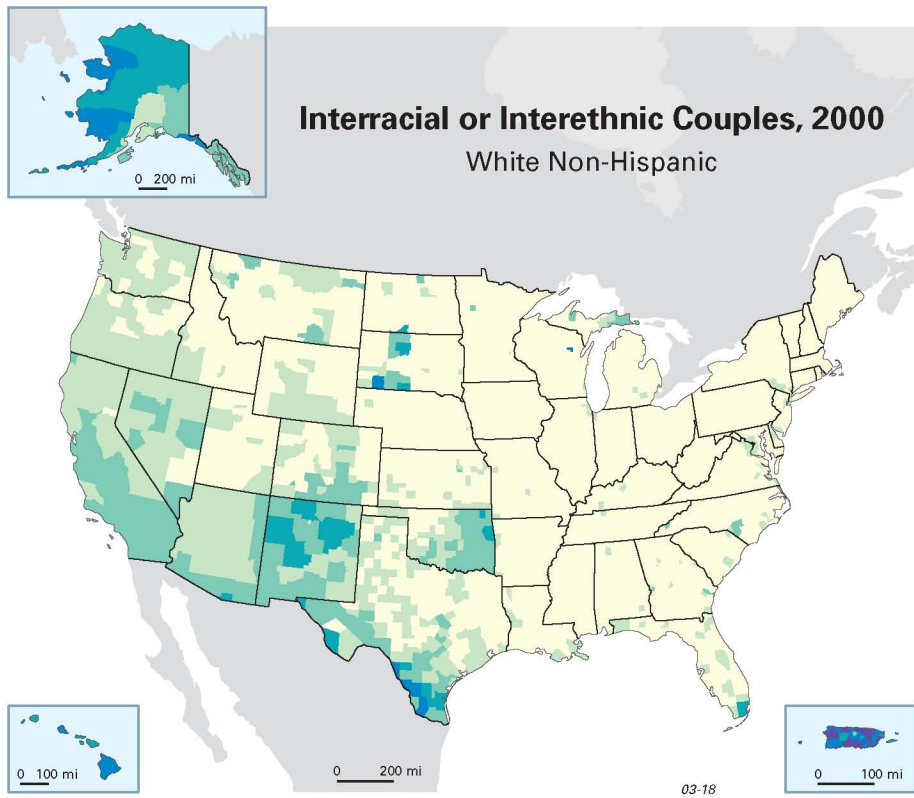 Interracial or Interethnic Couples, 2000
White Non-Hispanic
0 200 mi
0 100 mi
0 200 mi
0 100 mi
03-18